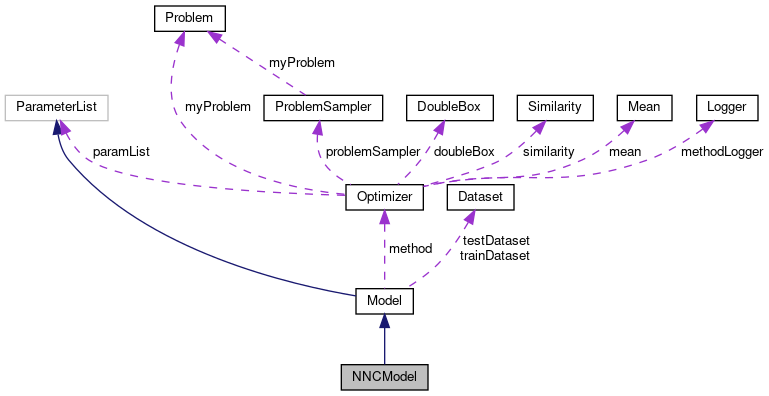 Problem
myProblem
ParameterList
myProblem
ProblemSampler
DoubleBox
Similarity
Mean
Logger
paramList
problemSampler
doubleBox
similarity
mean
methodLogger
Optimizer
Dataset
method
testDataset
trainDataset
Model
NNCModel